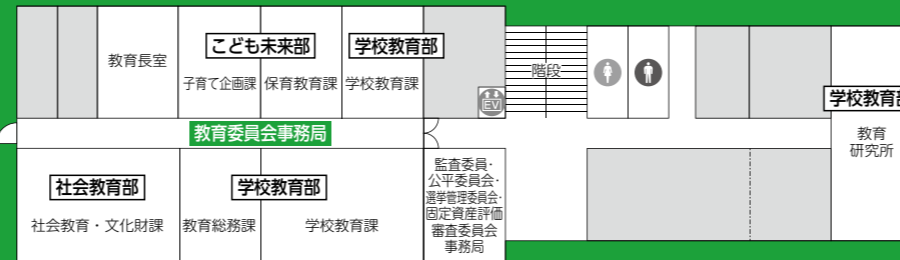 こども未来部
学校教育部
教育長室
子育て企画課
保育教育課
学校教育課
階段
EV
学校教育部
教育
研究所
教育委員会事務局
社会教育部
学校教育部
社会教育・文化財課
教育総務課
学校教育課
監査委員・
公平委員会・
選挙管理委員会・
固定資産評価
審査委員会
事務局